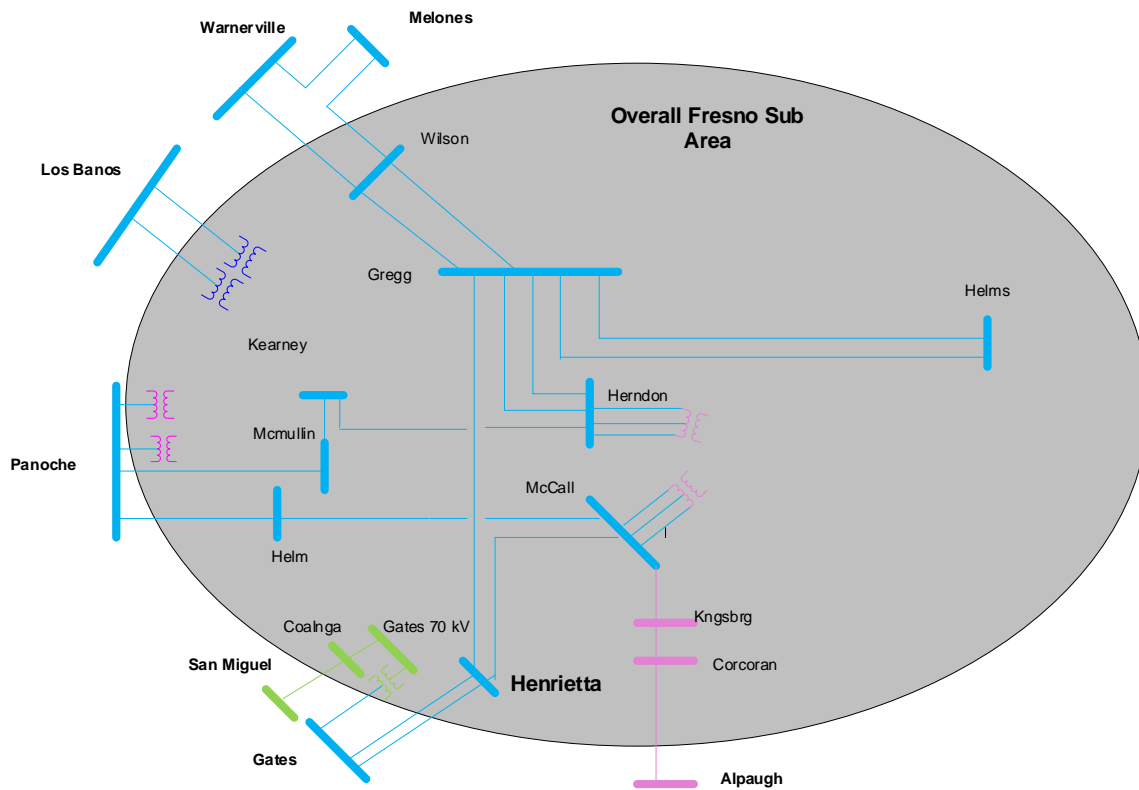 Melones
Warnerville
Overall Fresno Sub
Area
Wilson
Los Banos
Gregg
Helms
Kearney
Herndon
Mcmullin
Panoche
McCall
Helm
Kngsbrg
Coalnga
Gates 70 kV
San Miguel
Corcoran
Henrietta
Gates
Alpaugh